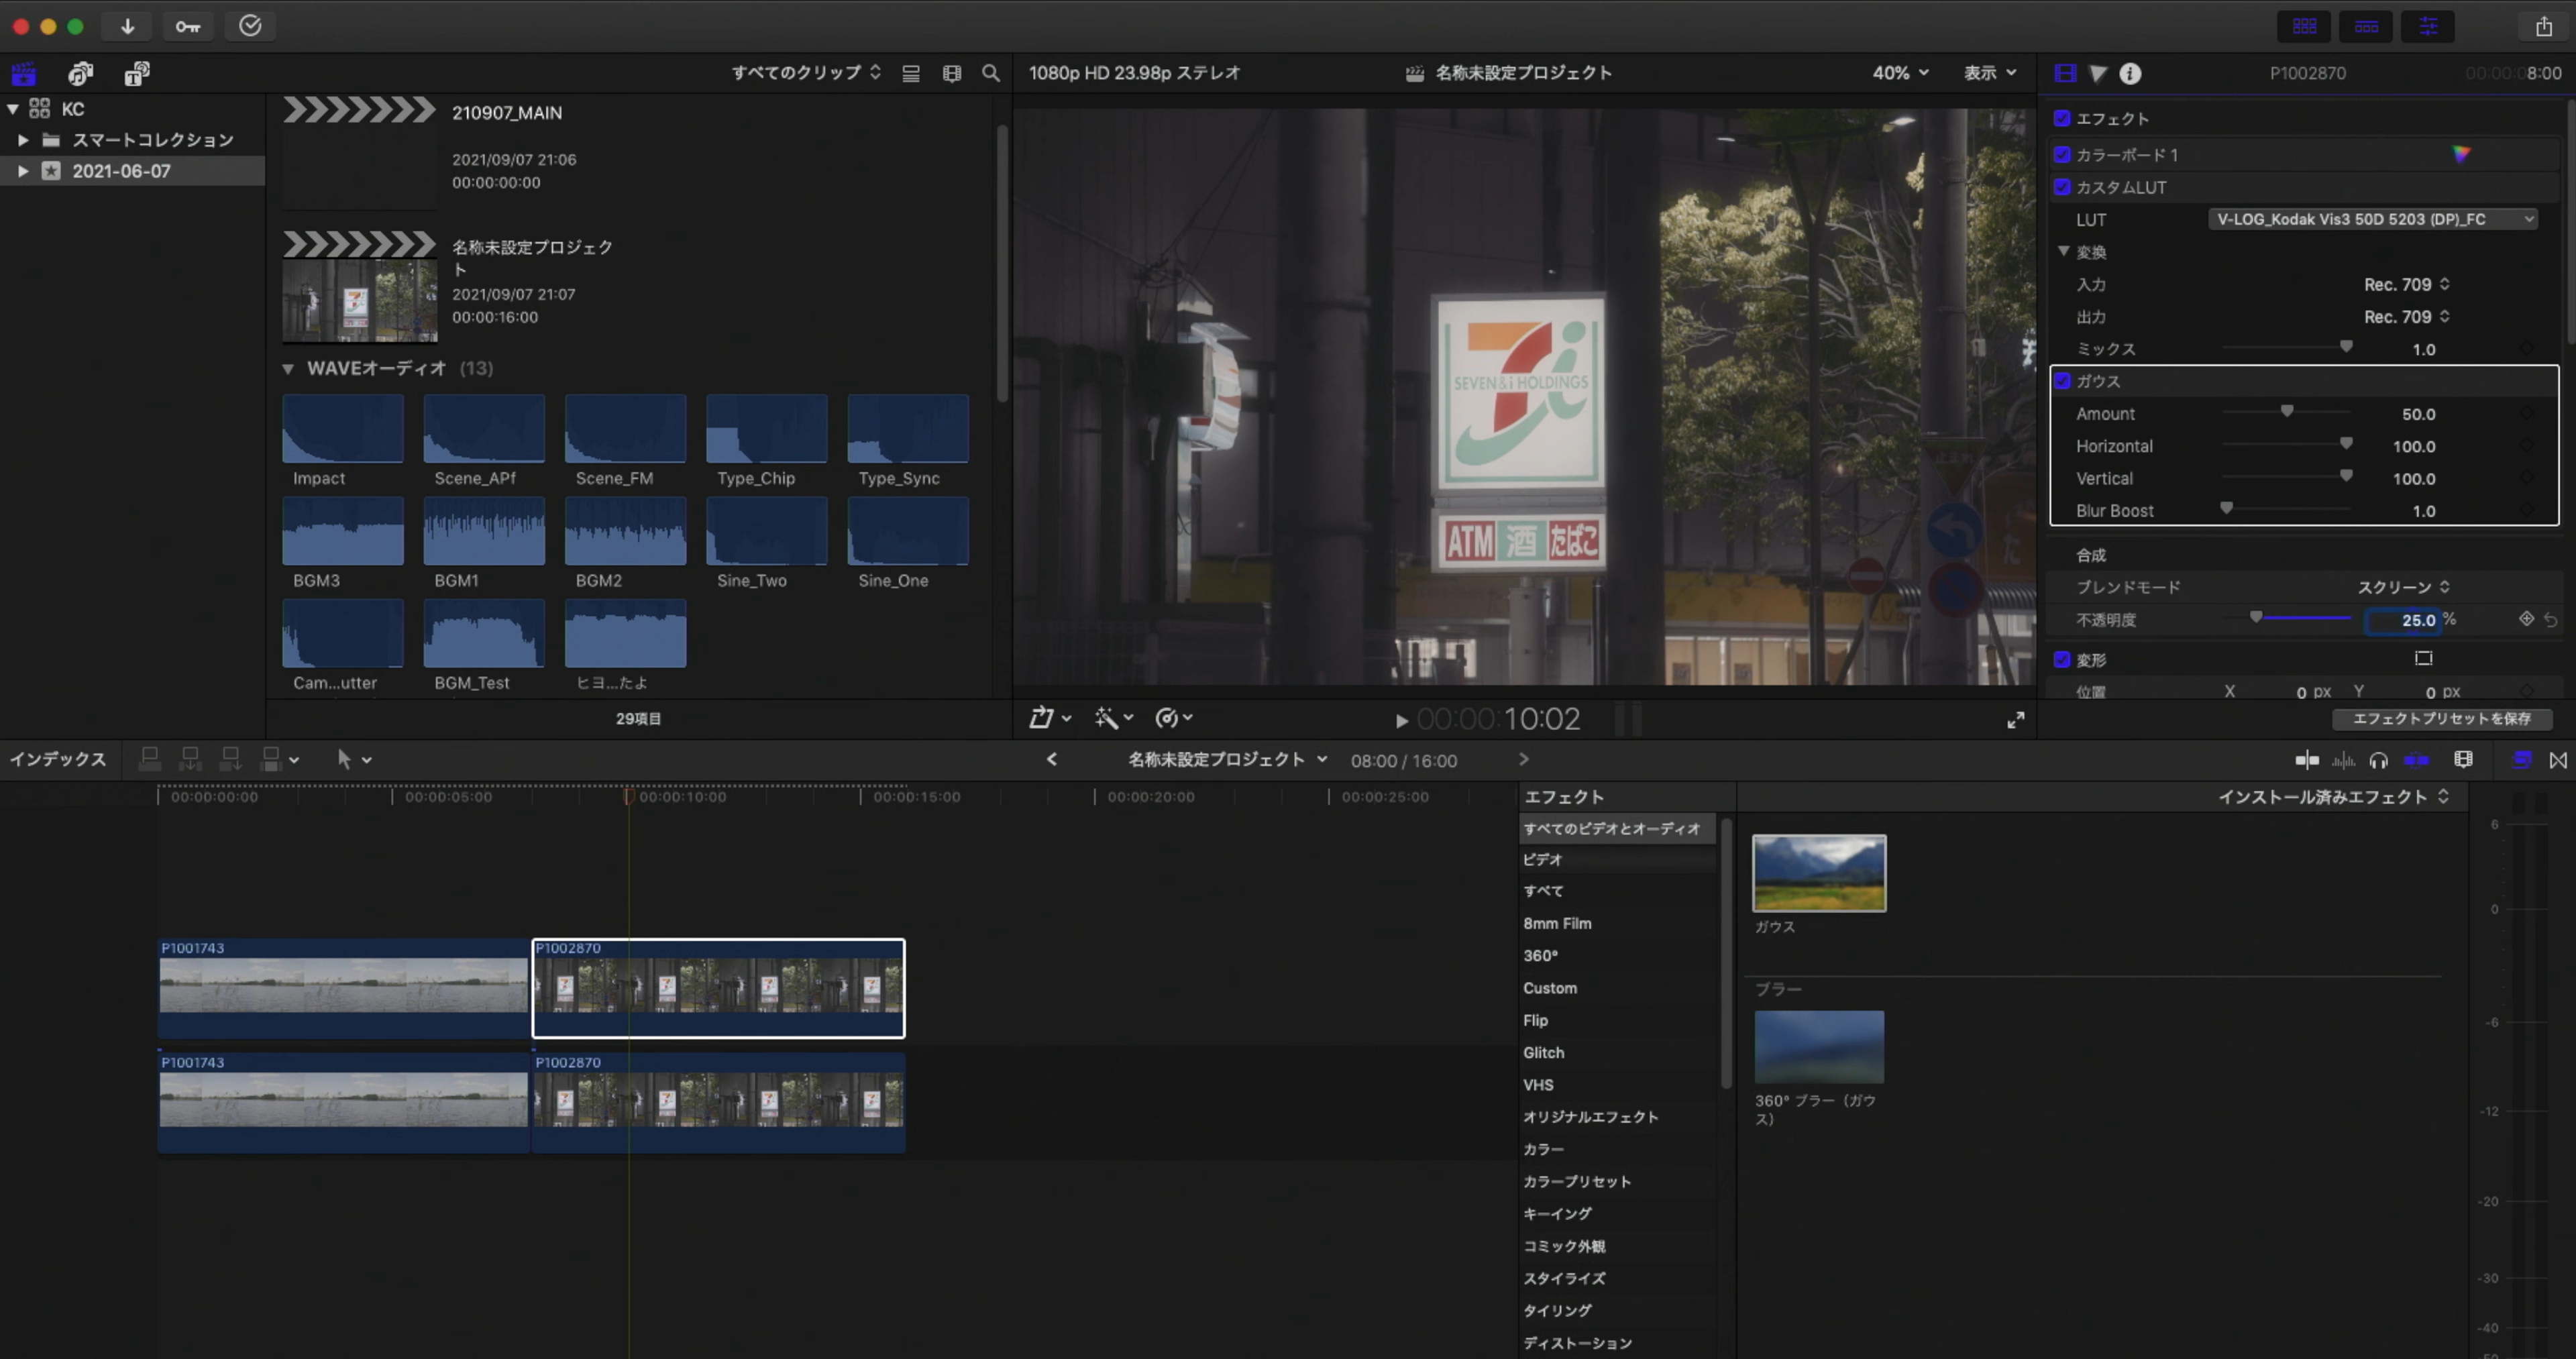 すべてのクリップ
1080p HD 23.98p ステレオ
名称未設定プロジェクト
40%
表示
P1002870
00:00:08:00
KC
スマートコレクション
2021-06-07
210907_MAIN
2021/09/07 21:06
00:00:00:00
名称未設定プロジェク
ト
2021/09/07 21:07
00:00:16:00
WAVEオーディオ (13)
Impact
Scene_APf
Scene_FM
Type_Chip
Type_Sync
BGM3
BGM1
BGM2
Sine_Two
Sine_One
Cam...utter
BGM_Test
ヒヨ...たよ
29項目
SEVEN&i HOLDINGS
ATM 酒 たばこ
00:00:10:02
エフェクト
カラーボード 1
カスタムLUT
LUT
V-LOG_Kodak Vis3 50D 5203 (DP)_FC
変換
入力
Rec. 709
出力
Rec. 709
ミックス
1.0
ガウス
Amount
50.0
Horizontal
100.0
Vertical
100.0
Blur Boost
1.0
合成
ブレンドモード
スクリーン
不透明度
25.0 %
変形
位置
X 0 px Y 0 px
エフェクトプリセットを保存
インデックス
名称未設定プロジェクト
08:00 / 16:00
00:00:00:00
00:00:05:00
00:00:10:00
00:00:15:00
00:00:20:00
00:00:25:00
P1001743
P1002870
P1001743
P1002870
エフェクト
インストール済みエフェクト
すべてのビデオとオーディオ
ビデオ
すべて
8mm Film
360°
Custom
Flip
Glitch
VHS
オリジナルエフェクト
カラー
カラープリセット
キーイング
コミック外観
スタイライズ
タイリング
ディストーション
ガウス
ブラー
360° ブラー（ガウ
ス）
6
0
-6
-12
-20
-30
-40